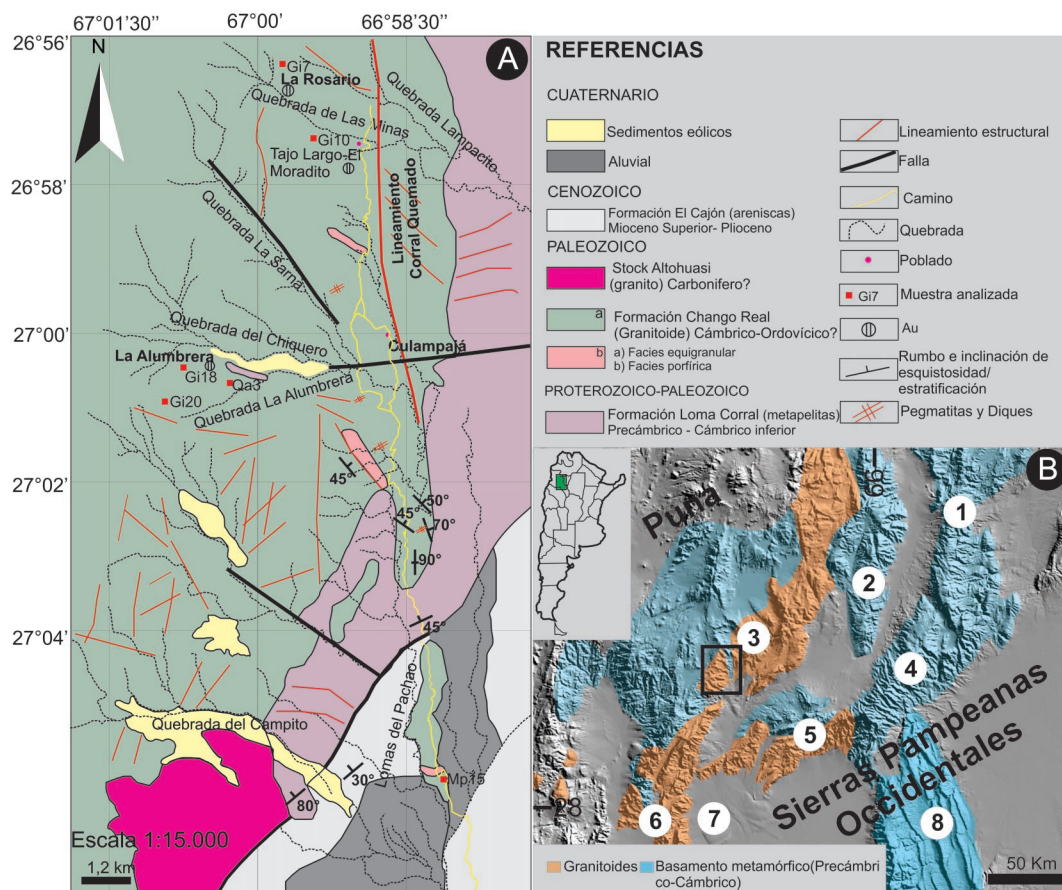 67°01'30’’
67°00’
66°58’30’’
26°56’
26°58’
27°00’
27°02’
27°04’
N
A
Gi7
La Rosario
Quebrada de Las Minas
Quebrada Lampacito
Gi10
Tajo Largo-El
Moradito
Lineamiento
Corral Quemado
Quebrada La Sarna
Quebrada del Chiquero
La Alumbrera
Gi18
Qa3
Gi20
Quebrada La Alumbrera
Culampajá
45°
50°
45°
70°
90°
45°
Quebrada del Campito
Lomas del Pachao
30°
80°
Mp15
Escala 1:15.000
1,2 km
REFERENCIAS
CUATERNARIO
Sedimentos eólicos
Aluvial
CENOZOICO
Formación El Cajón (areniscas)
Mioceno Superior- Plioceno
PALEOZOICO
Stock Altohuasi
(granito) Carbonifero?
a
Formación Chango Real
(Granitoide) Cámbrico-Ordovícico?
b
a) Facies equigranular
b) Facies porfírica
PROTEROZOICO-PALEOZOICO
Formación Loma Corral (metapelitas)
Precámbrico - Cámbrico inferior
Lineamiento estructural
Falla
Camino
Quebrada
Poblado
Gi7
Muestra analizada
Au
Rumbo e inclinación de
esquistosidad/
estratificación
Pegmatitas y Diques
B
Puna
66
1
2
3
4
5
6
7
8
28
Sierras Pampeanas
Occidentales
Granitoides
Basamento metamórfico(Precámbri
co-Cámbrico)
50 Km